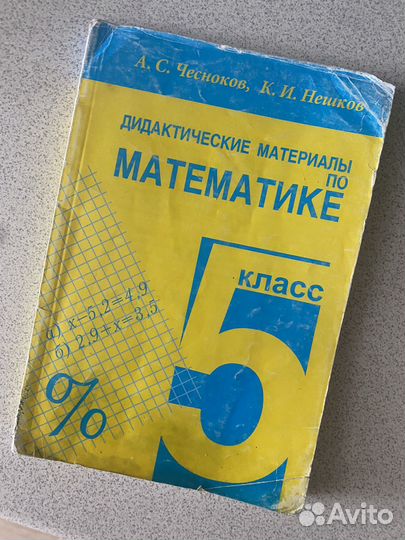 А. С. Чесноков, К. И. Нешков
ДИДАКТИЧЕСКИЕ МАТЕРИАЛЫ
ПО
МАТЕМАТИКЕ
класс
5
а) x−5,2=4,9
б) 2,9+x=3,5
%
Avito